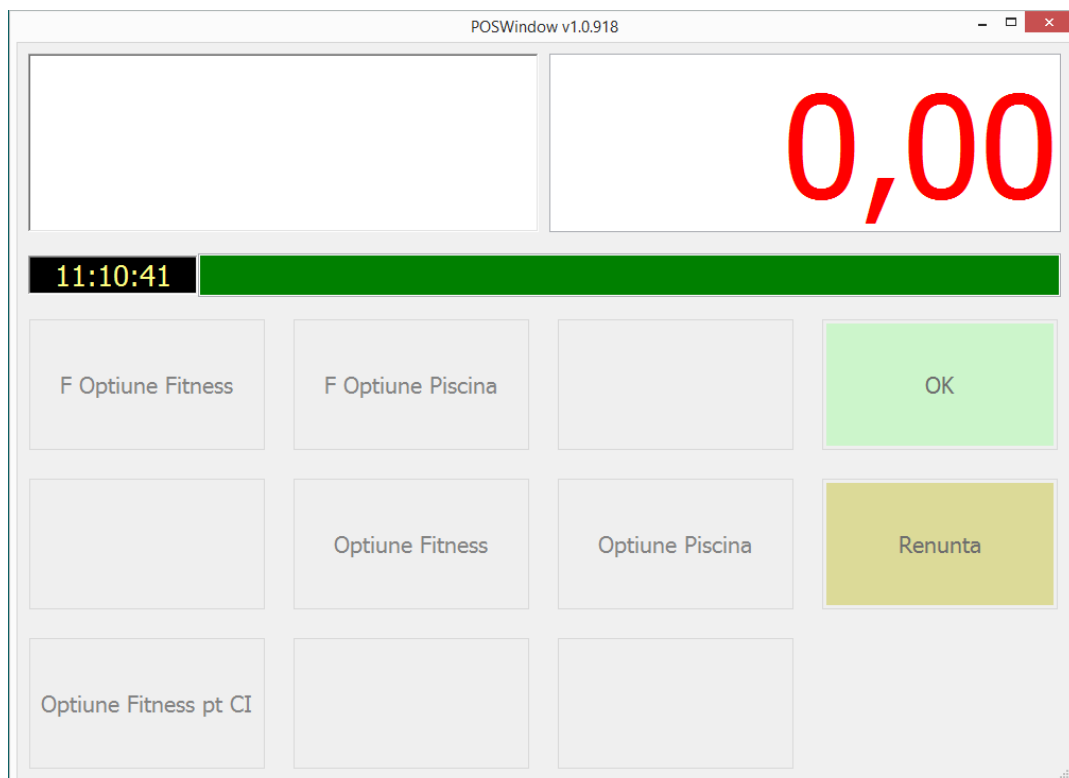 POSWindow v1.0.918
0,00
11:10:41
F Optiune Fitness
F Optiune Piscina
OK
Optiune Fitness
Optiune Piscina
Renunta
Optiune Fitness pt CI